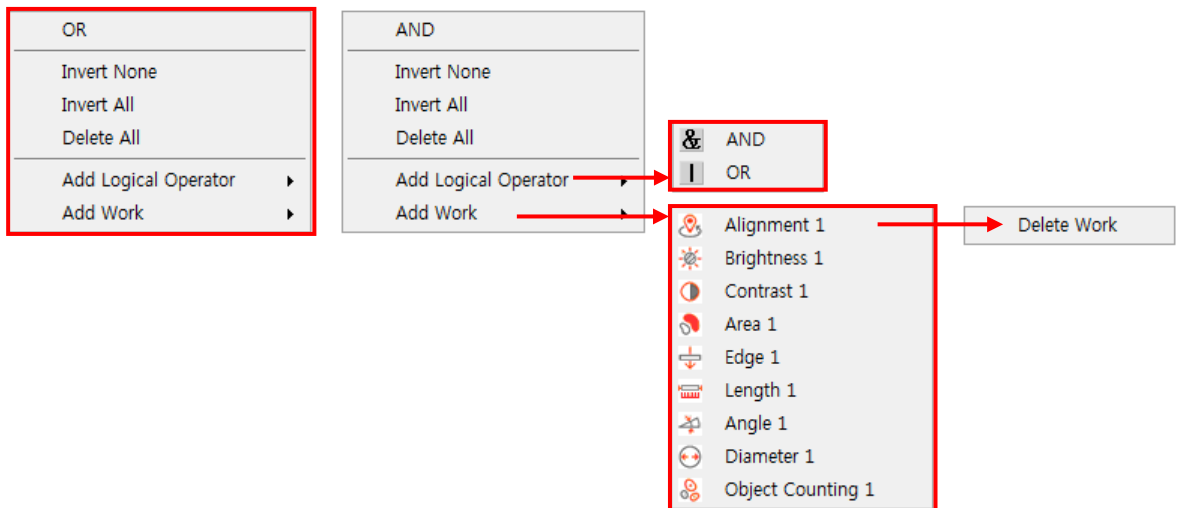 OR
Invert None
Invert All
Delete All
Add Logical Operator
Add Work
AND
Invert None
Invert All
Delete All
Add Logical Operator
Add Work
& AND
| OR
Alignment 1
Brightness 1
Contrast 1
Area 1
Edge 1
Length 1
Angle 1
Diameter 1
Object Counting 1
Delete Work